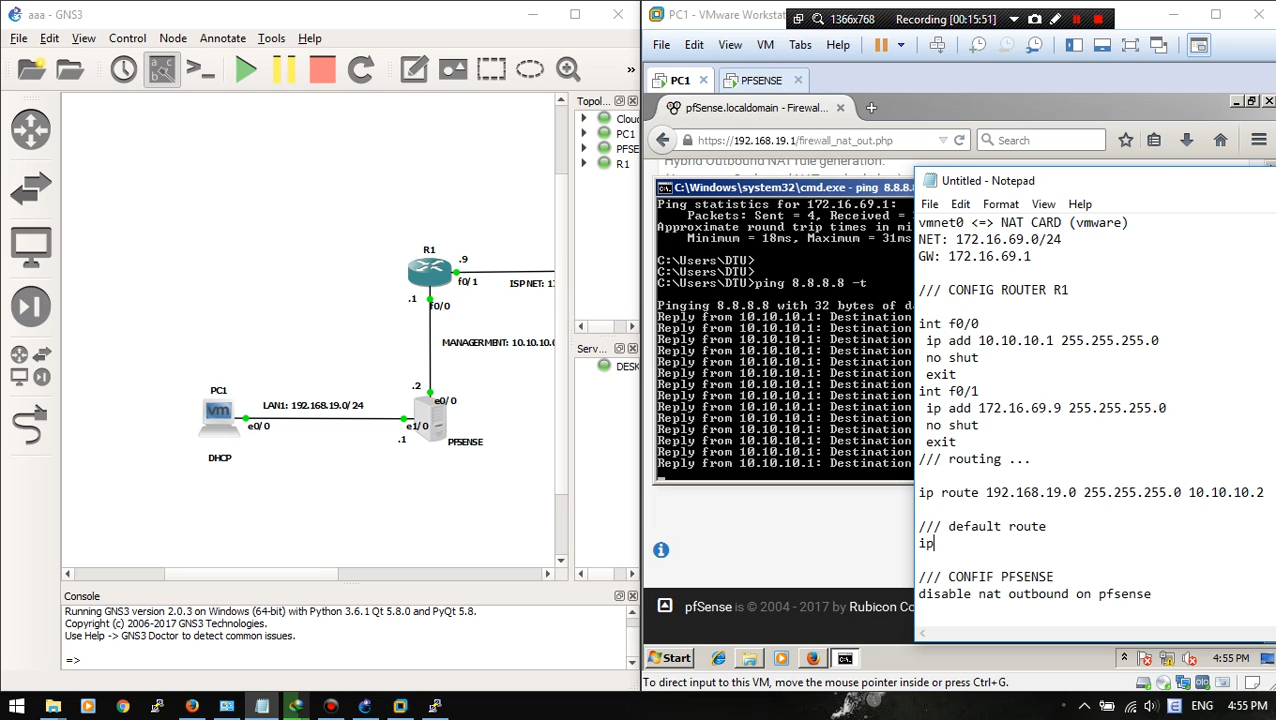 aaa - GNS3
File Edit View Control Node Annotate Tools Help
»
Topol...
Clou
PC1
PFSE
R1
R1
.9
f0/1
ISP NET: 17
.1
f0/0
MANAGERMENT: 10.10.10.0
.2
e0/0
PC1
LAN1: 192.168.19.0/24
e0/0
e1/0
.1
PFSENSE
DHCP
Serv...
DESK
Console
Running GNS3 version 2.0.3 on Windows (64-bit) with Python 3.6.1 Qt 5.8.0 and PyQt 5.8.
Copyright (c) 2006-2017 GNS3 Technologies.
Use Help -> GNS3 Doctor to detect common issues.
=>
PC1 - VMware Workstat
1366x768 Recording [00:15:51]
File Edit View VM Tabs Help
PC1 PFSENSE
pfSense.localdomain - Firewall...
https://192.168.19.1/firewall_nat_out.php
Search
Hybrid Outbound NAT rule generation.
C:\Windows\system32\cmd.exe - ping 8.8.8.8
Ping statistics for 172.16.69.1:
Packets: Sent = 4, Received =
Approximate round trip times in mi
Minimum = 18ms, Maximum = 31ms
C:\Users\DTU>
C:\Users\DTU>
C:\Users\DTU>ping 8.8.8.8 -t
Pinging 8.8.8.8 with 32 bytes of da
Reply from 10.10.10.1: Destination
Reply from 10.10.10.1: Destination
Reply from 10.10.10.1: Destination
Reply from 10.10.10.1: Destination
Reply from 10.10.10.1: Destination
Reply from 10.10.10.1: Destination
Reply from 10.10.10.1: Destination
Reply from 10.10.10.1: Destination
Reply from 10.10.10.1: Destination
Reply from 10.10.10.1: Destination
Reply from 10.10.10.1: Destination
Reply from 10.10.10.1: Destination
Reply from 10.10.10.1: Destination
Reply from 10.10.10.1: Destination
Untitled - Notepad
File Edit Format View Help
vmnet0 <=> NAT CARD (vmware)
NET: 172.16.69.0/24
GW: 172.16.69.1
/// CONFIG ROUTER R1
int f0/0
ip add 10.10.10.1 255.255.255.0
no shut
exit
int f0/1
ip add 172.16.69.9 255.255.255.0
no shut
exit
/// routing ...
ip route 192.168.19.0 255.255.255.0 10.10.10.2
/// default route
ip
/// CONFIF PFSENSE
disable nat outbound on pfsense
pfSense is © 2004 - 2017 by Rubicon Co
Start
4:55 PM
To direct input to this VM, move the mouse pointer inside or press Ctrl+G.
ENG 4:55 PM